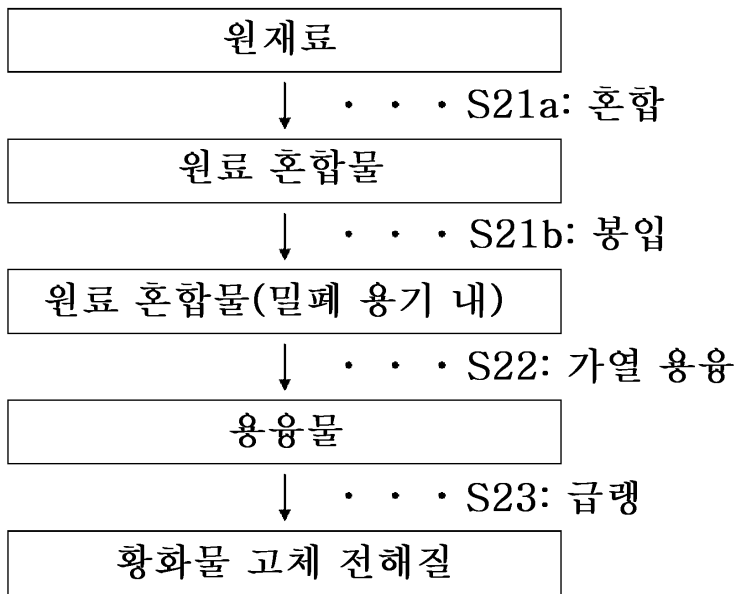 원재료
· · · S21a: 혼합
원료 혼합물
· · · S21b: 봉입
원료 혼합물(밀폐 용기 내)
· · · S22: 가열 용융
용융물
· · · S23: 급랭
황화물 고체 전해질